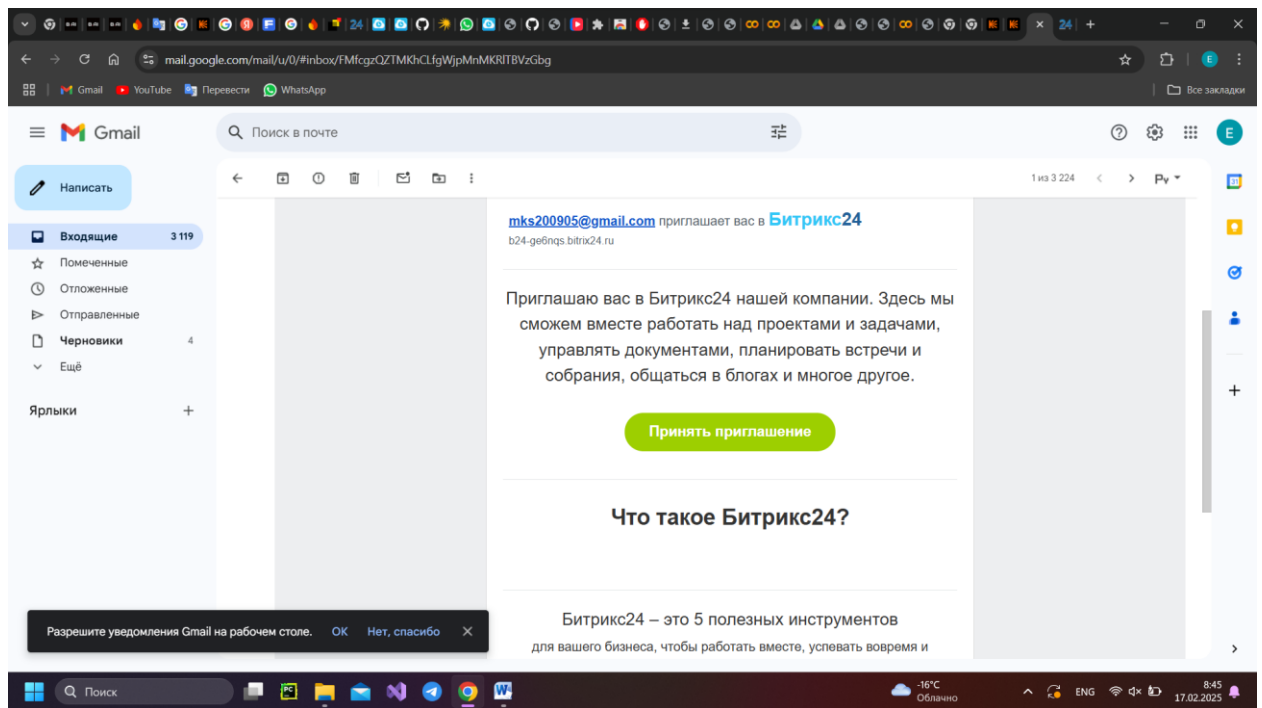 24
24
mail.google.com/mail/u/0/#inbox/FMfcgzQZTMKhCLfgWjpMnMKRlTBVzGbg
E
Gmail YouTube Перевести WhatsApp Все закладки
Gmail
Поиск в почте
E
Написать
1 из 3 224
Ру
31
Входящие 3 119
Помеченные
Отложенные
Отправленные
Черновики 4
Ещё
Ярлыки
mks200905@gmail.com приглашает вас в Битрикс24
b24-ge6nqs.bitrix24.ru
Приглашаю вас в Битрикс24 нашей компании. Здесь мы
сможем вместе работать над проектами и задачами,
управлять документами, планировать встречи и
собрания, общаться в блогах и многое другое.
Принять приглашение
Что такое Битрикс24?
Битрикс24 – это 5 полезных инструментов
для вашего бизнеса, чтобы работать вместе, успевать вовремя и
Разрешите уведомления Gmail на рабочем столе. ОК Нет, спасибо
Поиск
PC
W
-16°C
Облачно
ENG
8:45
17.02.2025